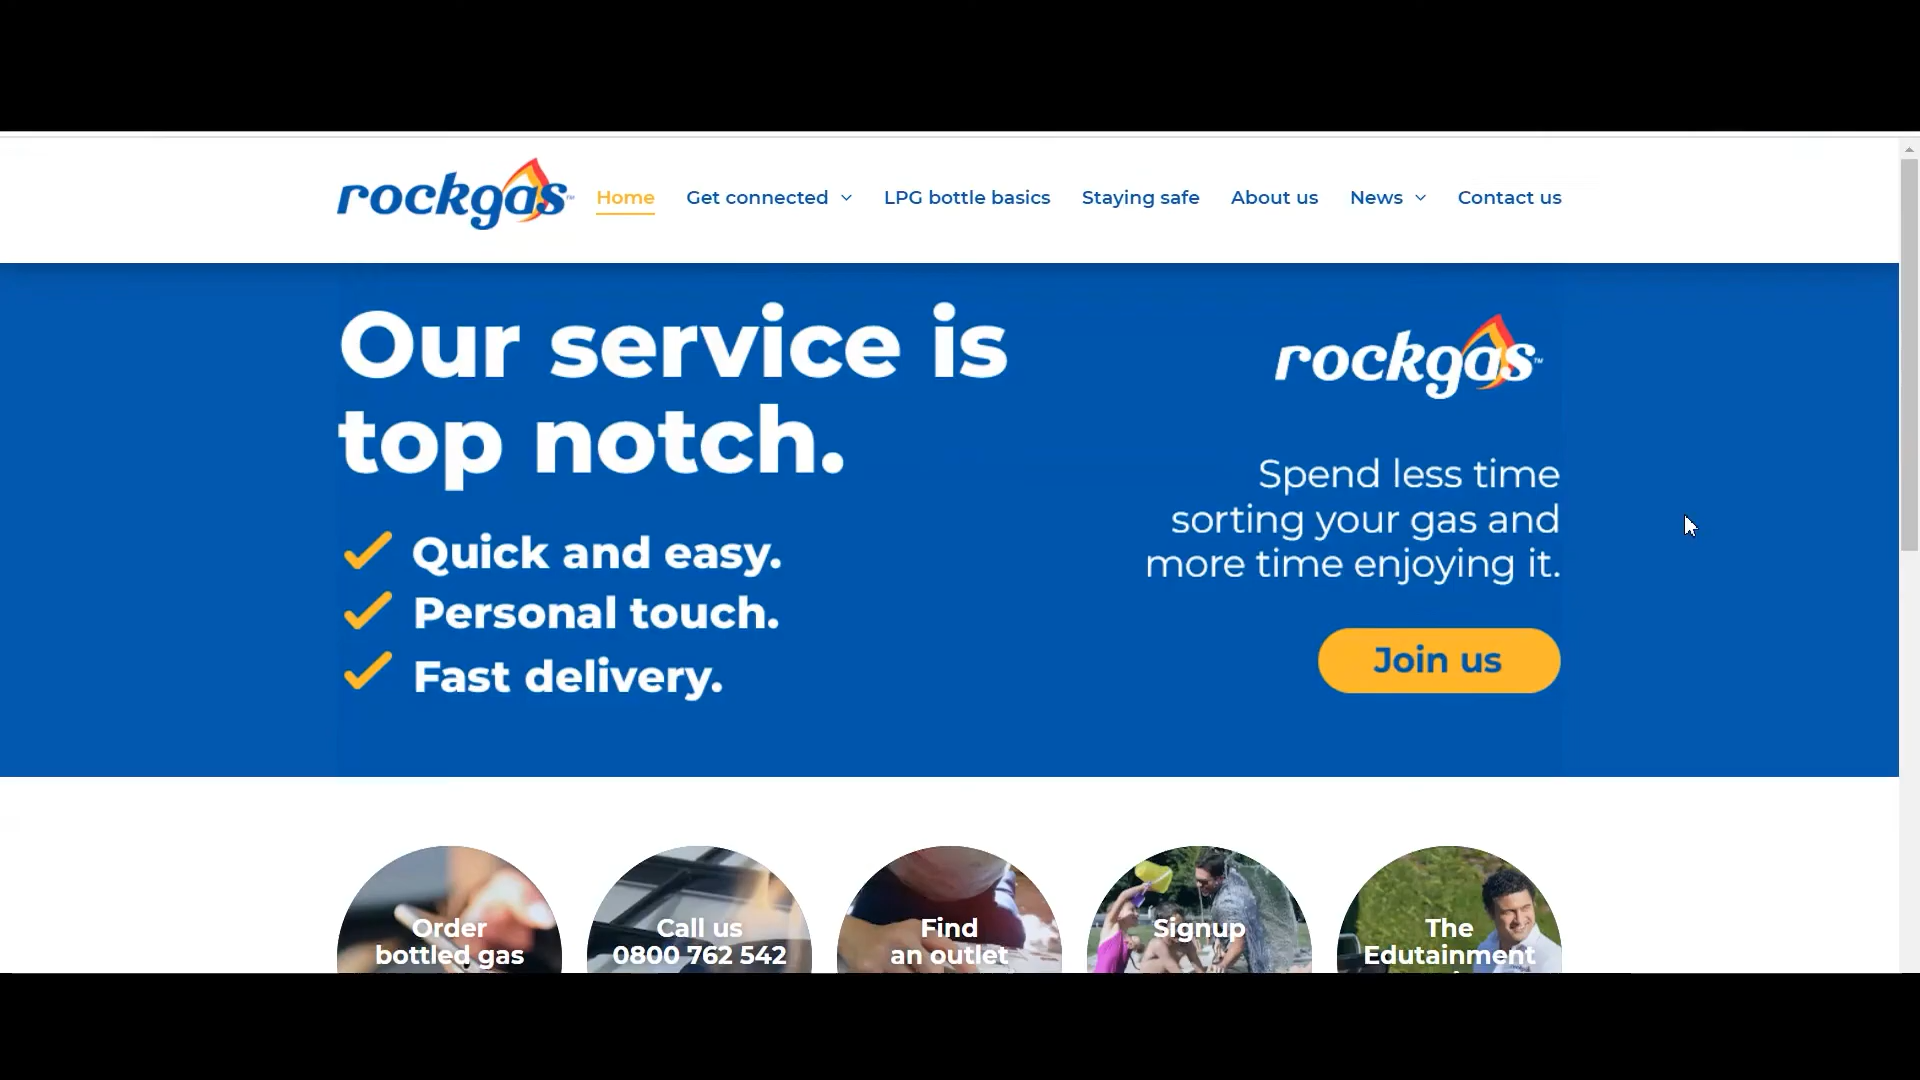 rockgas™
Home Get connected LPG bottle basics Staying safe About us News Contact us
Our service is
top notch.
Quick and easy.
Personal touch.
Fast delivery.
rockgas™
Spend less time
sorting your gas and
more time enjoying it.
Join us
Order
bottled gas
Call us
0800 762 542
Find
an outlet
Signup
The
Edutainment